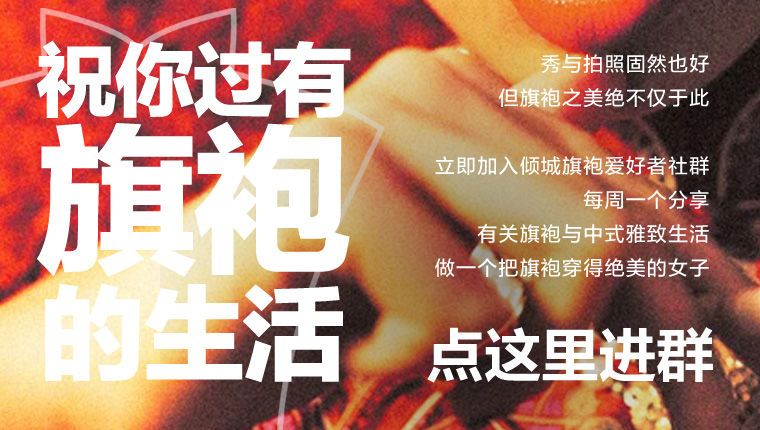 祝你过有
旗袍
的生活
秀与拍照固然也好
但旗袍之美绝不仅于此
立即加入倾城旗袍爱好者社群
每周一个分享
有关旗袍与中式雅致生活
做一个把旗袍穿得绝美的女子
点这里进群